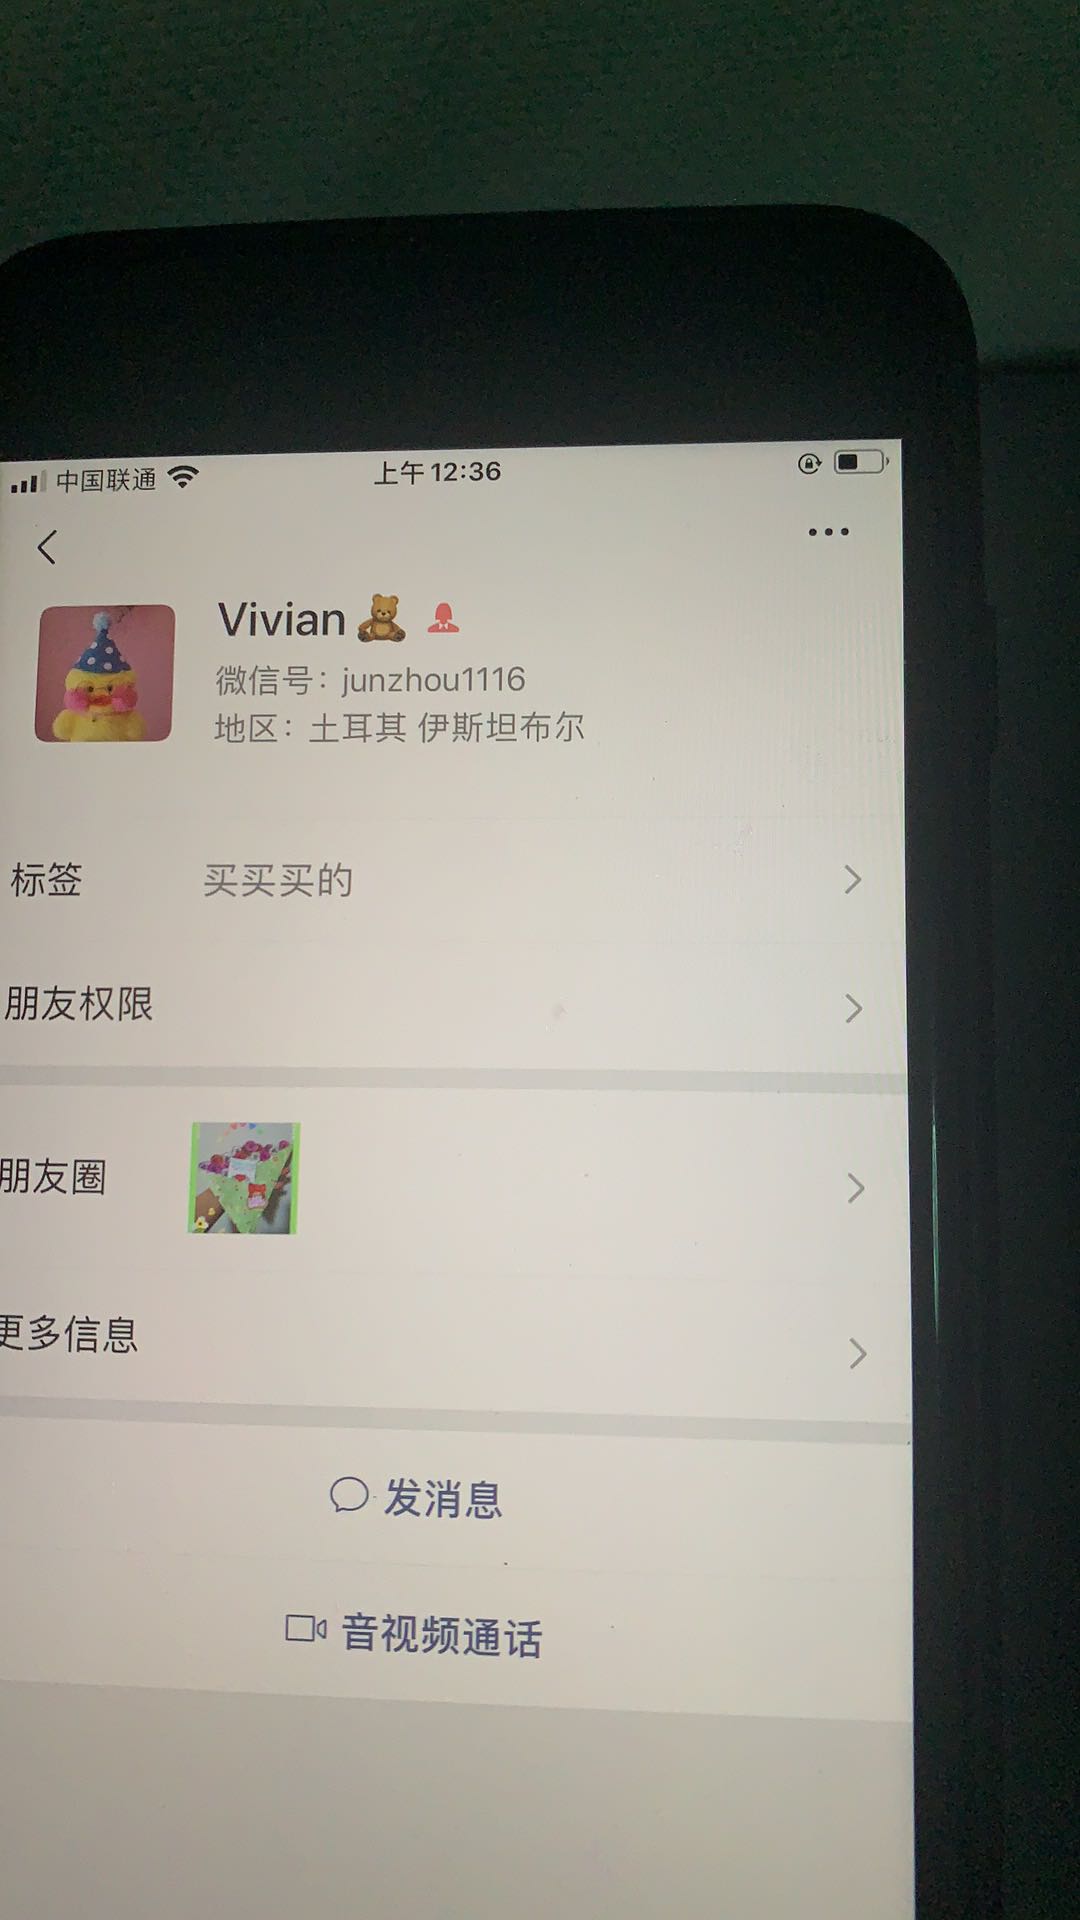 中国联通
上午12:36
Vivian
微信号：junzhou1116
地区：土耳其 伊斯坦布尔
标签 买买买的
朋友权限
朋友圈
更多信息
发消息
音视频通话